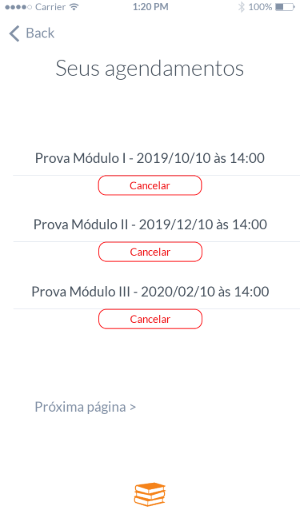 Carrier 1:20 PM 100%
Back
Seus agendamentos
Prova Módulo I - 2019/10/10 às 14:00
Cancelar
Prova Módulo II - 2019/12/10 às 14:00
Cancelar
Prova Módulo III - 2020/02/10 às 14:00
Cancelar
Próxima página >